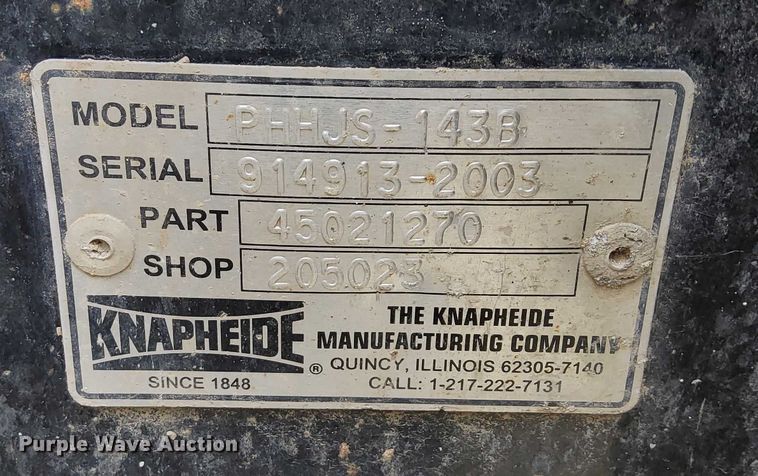 MODEL PHHJS-143B
SERIAL 914913-2003
PART 45021270
SHOP 205023
KNAPHEIDE ®
SINCE 1848
THE KNAPHEIDE
MANUFACTURING COMPANY
QUINCY, ILLINOIS 62305-7140
CALL: 1-217-222-7131
Purple Wave Auction